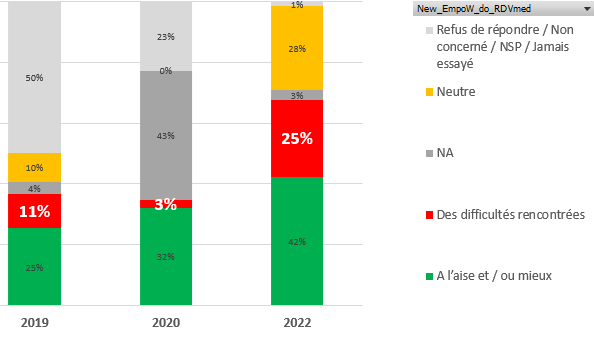 New_EmpoW_do_RDVmed
1%
23%
28%
50%
0%
3%
43%
25%
10%
4%
11%
3%
25%
32%
42%
2019
2020
2022
Refus de répondre / Non
concerné / NSP / Jamais
essayé
Neutre
NA
Des difficultés rencontrées
A l’aise et / ou mieux